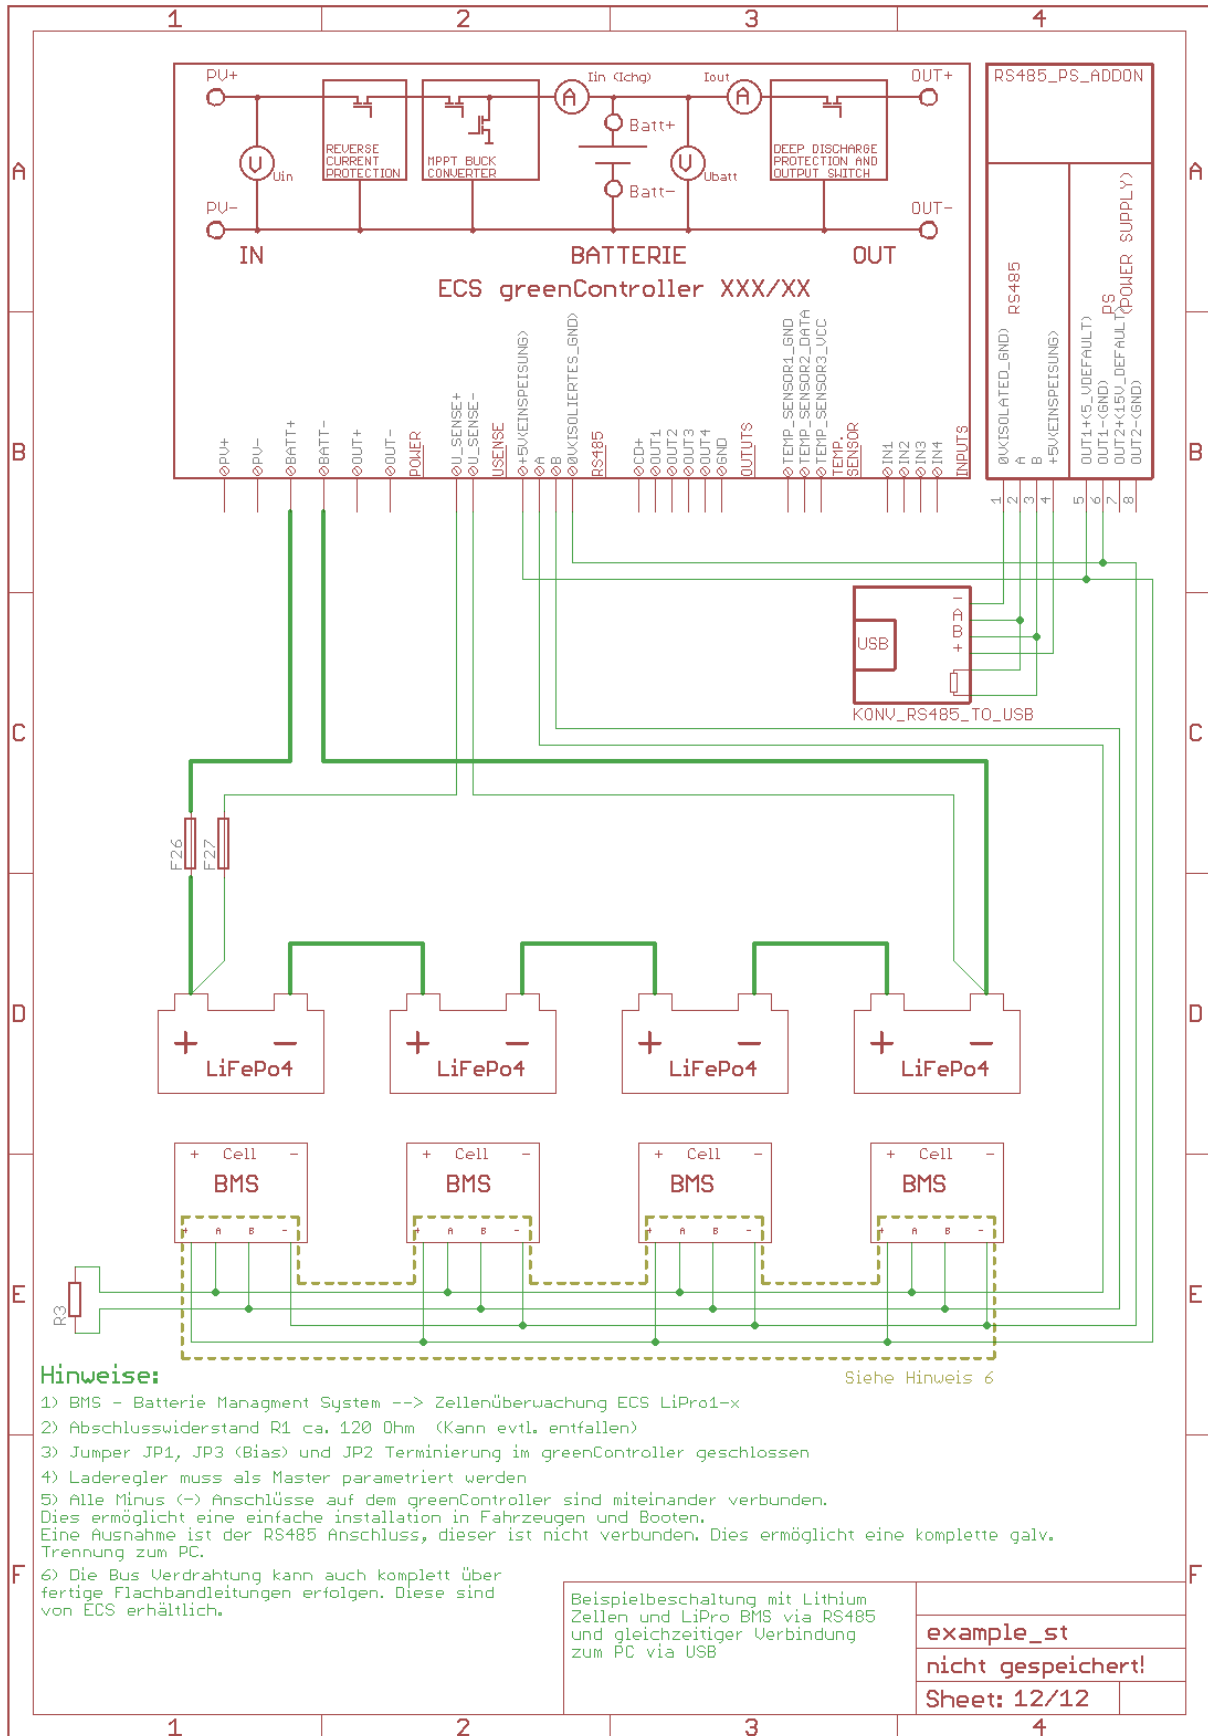 1 2 3 4
A A
B B
C C
D D
E E
F F
PV+
Iin (Ichg)
Iout
OUT+
RS485_PS_ADDON
A
A
Batt+
REVERSE
CURRENT
PROTECTION
MPPT BUCK
CONVERTER
DEEP DISCHARGE
PROTECTION AND
OUTPUT SWITCH
V
Uin
V
Ubatt
Batt-
PV-
OUT-
IN
BATTERIE
OUT
ECS greenController XXX/XX
PV+
PV-
BATT+
BATT-
OUT+
OUT-
POWER
U_SENSE+
U_SENSE-
USENSE
+5V(EINSPEISUNG)
A
B
0V(ISOLIERTES_GND)
RS485
CD+
OUT1
OUT2
OUT3
OUT4
GND
OUTUTS
TEMP_SENSOR1_GND
TEMP_SENSOR2_DATA
TEMP_SENSOR3_VCC
TEMP.
SENSOR
IN1
IN2
IN3
IN4
INPUTS
0V(ISOLATED_GND)
A
B
+5V(EINSPEISUNG)
RS485
OUT1+(5_VDEFAULT)
OUT1-(GND)
OUT2+(15V_DEFAULT)
OUT2-(GND)
PS
(POWER SUPPLY)
1 2 3 4 5 6 7 8
-
A
B
+
USB
KONV_RS485_TO_USB
F26
F27
+ - + - + - + -
LiFePo4 LiFePo4 LiFePo4 LiFePo4
+ Cell - + Cell - + Cell - + Cell -
BMS BMS BMS BMS
+ A B - + A B - + A B - + A B -
R3
Hinweise:
Siehe Hinweis 6
1) BMS - Batterie Managment System --> Zellenüberwachung ECS LiPro1-x
2) Abschlusswiderstand R1 ca. 120 Ohm (Kann evtl. entfallen)
3) Jumper JP1, JP3 (Bias) und JP2 Terminierung im greenController geschlossen
4) Laderegler muss als Master parametriert werden
5) Alle Minus (-) Anschlüsse auf dem greenController sind miteinander verbunden.
Dies ermöglicht eine einfache installation in Fahrzeugen und Booten.
Eine Ausnahme ist der RS485 Anschluss, dieser ist nicht verbunden. Dies ermöglicht eine komplette galv.
Trennung zum PC.
6) Die Bus Verdrahtung kann auch komplett über
fertige Flachbandleitungen erfolgen. Diese sind
von ECS erhältlich.
Beispielbeschaltung mit Lithium
Zellen und LiPro BMS via RS485
und gleichzeitiger Verbindung
zum PC via USB
example_st
nicht gespeichert!
Sheet: 12/12
1 2 3 4